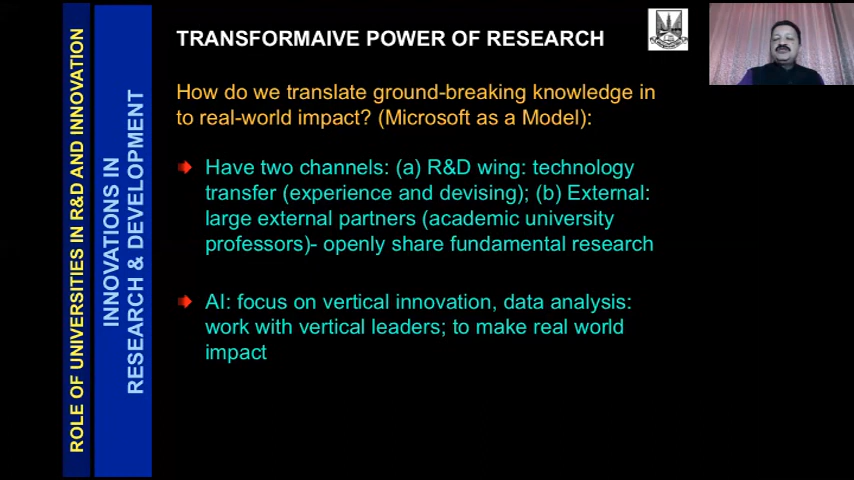 ROLE OF UNIVERSITIES IN R&D AND INNOVATION
INNOVATIONS IN
RESEARCH & DEVELOPMENT
TRANSFORMAIVE POWER OF RESEARCH
How do we translate ground-breaking knowledge in
to real-world impact? (Microsoft as a Model):
Have two channels: (a) R&D wing: technology
transfer (experience and devising); (b) External:
large external partners (academic university
professors)- openly share fundamental research
AI: focus on vertical innovation, data analysis:
work with vertical leaders; to make real world
impact